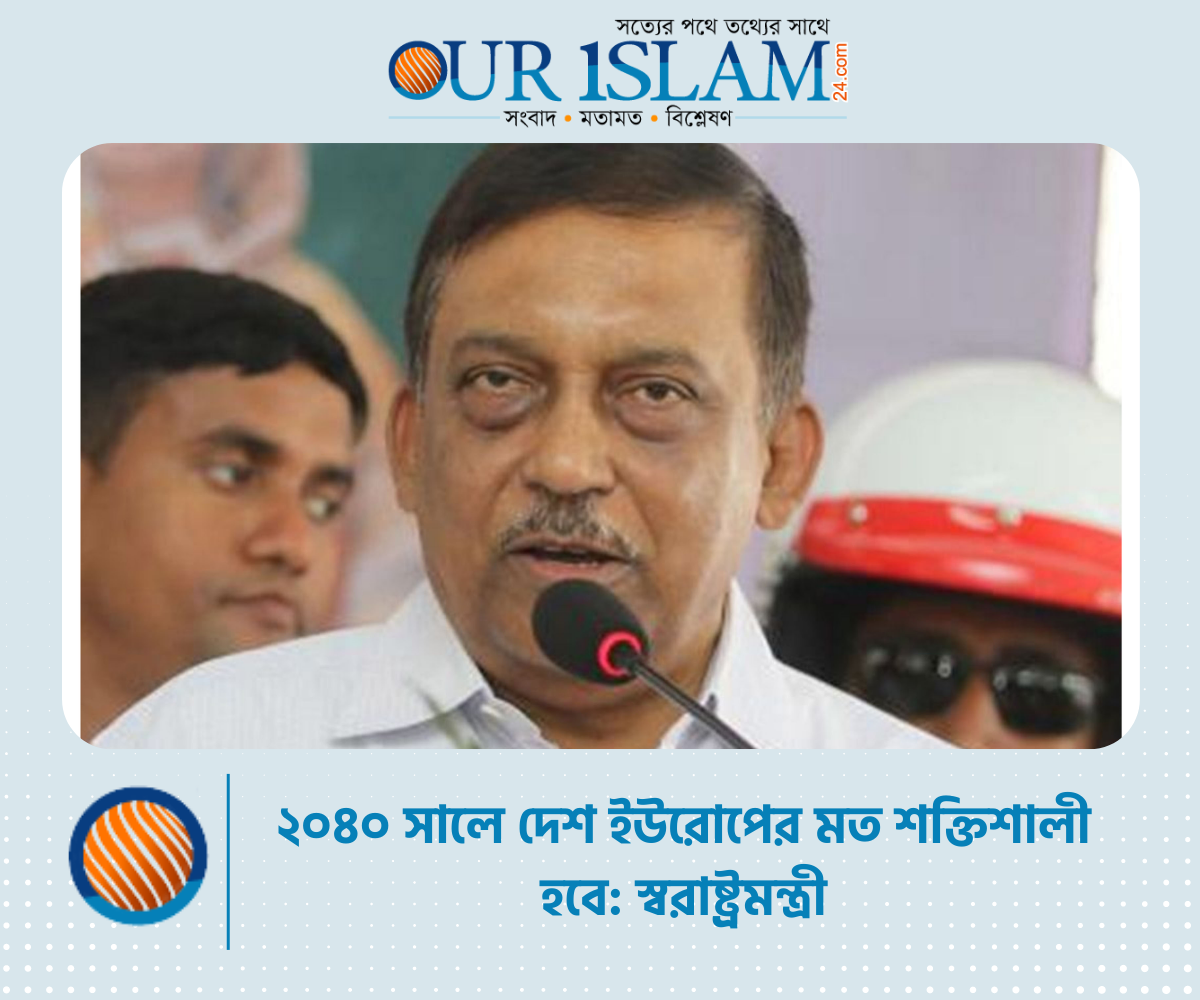 সত্যের পথে তথ্যের সাথে
OUR ISLAM
24.com
সংবাদ • মতামত • বিশ্লেষণ
২০৪০ সালে দেশ ইউরোপের মত শক্তিশালী
হবে: স্বরাষ্ট্রমন্ত্রী